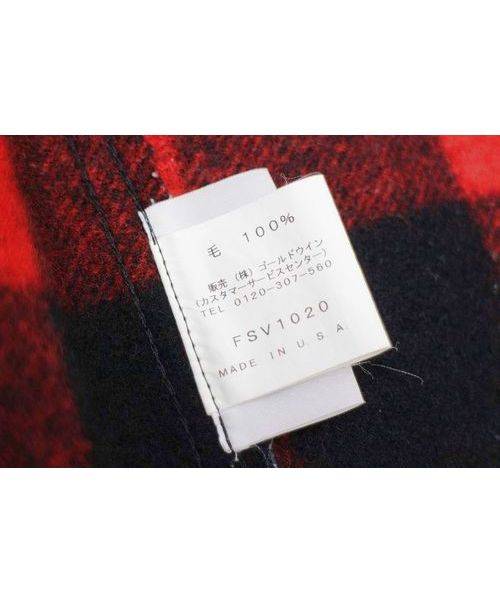 毛 100%
販売 (株) ゴールドウイン
(カスタマーサービスセンター)
TEL 0120-307-560
FSV1020
MADE IN U.S.A.